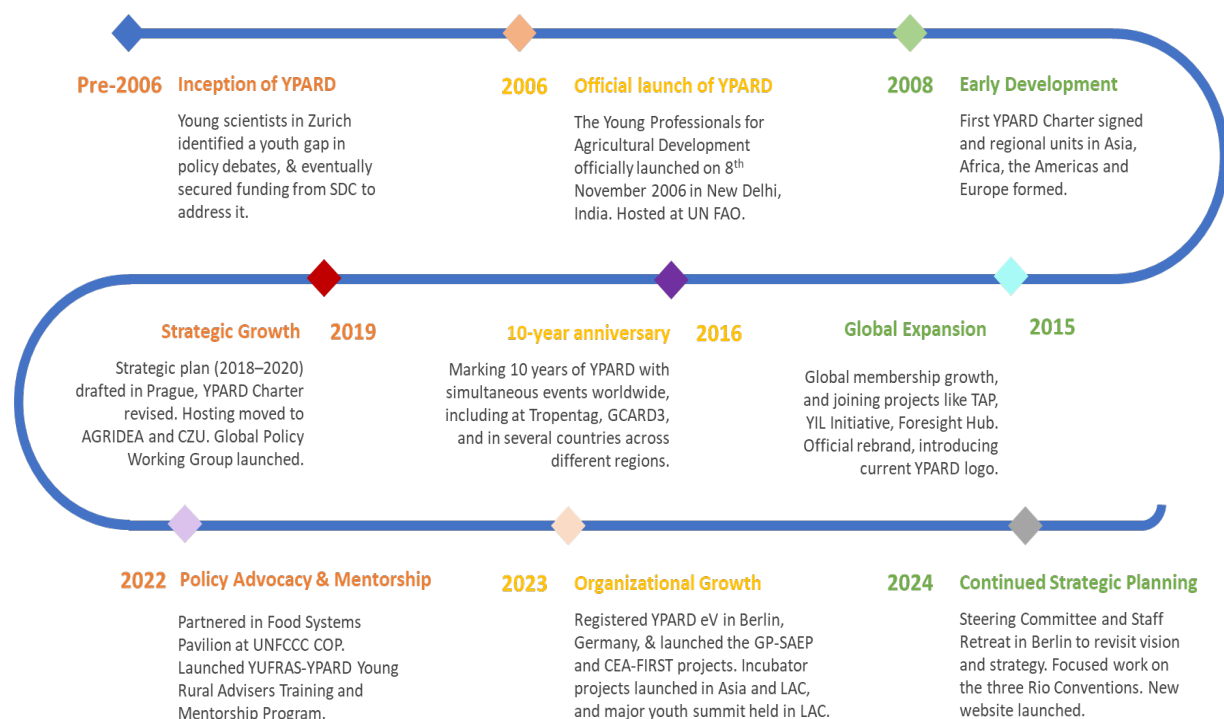 Pre-2006 Inception of YPARD
Young scientists in Zurich
identified a youth gap in
policy debates, & eventually
secured funding from SDC to
address it.
2006 Official launch of YPARD
The Young Professionals for
Agricultural Development
officially launched on 8th
November 2006 in New Delhi,
India. Hosted at UN FAO.
2008 Early Development
First YPARD Charter signed
and regional units in Asia,
Africa, the Americas and
Europe formed.
Global Expansion 2015
Global membership growth,
and joining projects like TAP,
YIL Initiative, Foresight Hub.
Official rebrand, introducing
current YPARD logo.
10-year anniversary 2016
Marking 10 years of YPARD with
simultaneous events worldwide,
including at Tropentag, GCARD3,
and in several countries across
different regions.
Strategic Growth 2019
Strategic plan (2018–2020)
drafted in Prague, YPARD Charter
revised. Hosting moved to
AGRIDEA and CZU. Global Policy
Working Group launched.
2022 Policy Advocacy & Mentorship
Partnered in Food Systems
Pavilion at UNFCCC COP.
Launched YUFRAS-YPARD Young
Rural Advisers Training and
Mentorship Program.
2023 Organizational Growth
Registered YPARD eV in Berlin,
Germany, & launched the GP-SAEP
and CEA-FIRST projects. Incubator
projects launched in Asia and LAC,
and major youth summit held in LAC.
2024 Continued Strategic Planning
Steering Committee and Staff
Retreat in Berlin to revisit vision
and strategy. Focused work on
the three Rio Conventions. New
website launched.